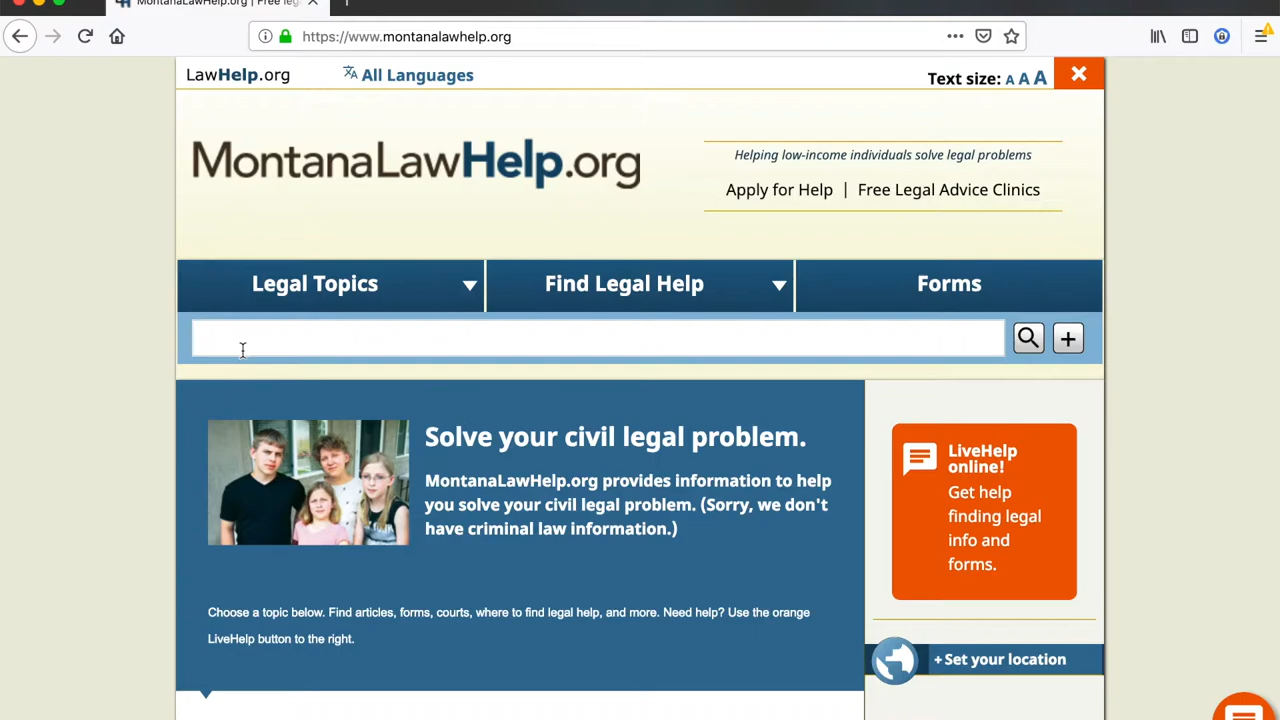 MontanaLawHelp.org | Free leg
https://www.montanalawhelp.org
LawHelp.org
All Languages
Text size: A A A
MontanaLawHelp.org
Helping low-income individuals solve legal problems
Apply for Help | Free Legal Advice Clinics
Legal Topics
Find Legal Help
Forms
Solve your civil legal problem.
MontanaLawHelp.org provides information to help
you solve your civil legal problem. (Sorry, we don't
have criminal law information.)
LiveHelp
online!
Get help
finding legal
info and
forms.
Choose a topic below. Find articles, forms, courts, where to find legal help, and more. Need help? Use the orange
LiveHelp button to the right.
+ Set your location